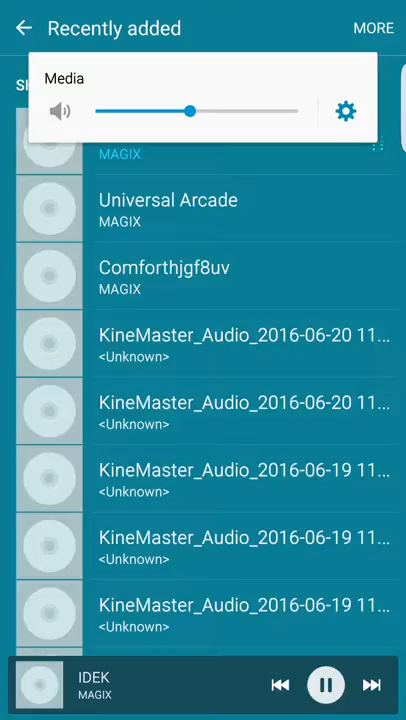 Recently added
MORE
Media
MAGIX
Universal Arcade
MAGIX
Comforthjgf8uv
MAGIX
KineMaster_Audio_2016-06-20 11...
<Unknown>
KineMaster_Audio_2016-06-20 11...
<Unknown>
KineMaster_Audio_2016-06-19 11...
<Unknown>
KineMaster_Audio_2016-06-19 11...
<Unknown>
KineMaster_Audio_2016-06-19 11...
<Unknown>
IDEK
MAGIX